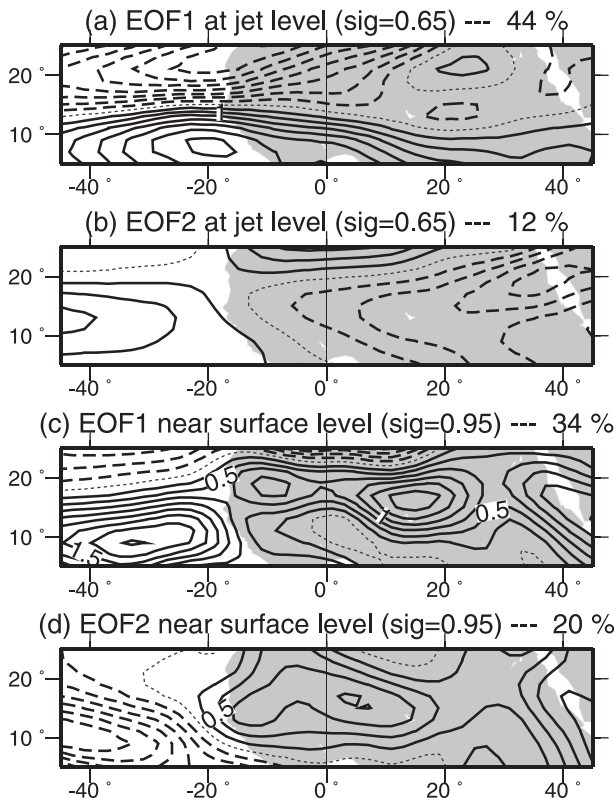 (a) EOF1 at jet level (sig=0.65) --- 44 %
20 °
10 °
1
-40 ° -20 ° 0 ° 20 ° 40 °
(b) EOF2 at jet level (sig=0.65) --- 12 %
20 °
10 °
-40 ° -20 ° 0 ° 20 ° 40 °
(c) EOF1 near surface level (sig=0.95) --- 34 %
20 °
10 °
0.5
1
0.5
1.5
-40 ° -20 ° 0 ° 20 ° 40 °
(d) EOF2 near surface level (sig=0.95) --- 20 %
20 °
10 °
0.5
-40 ° -20 ° 0 ° 20 ° 40 °